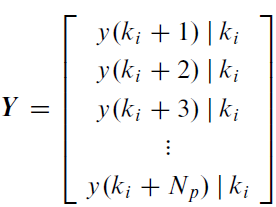 y(k_i + 1) | k_i
y(k_i + 2) | k_i
Y = y(k_i + 3) | k_i
⋮
y(k_i + N_p) | k_i